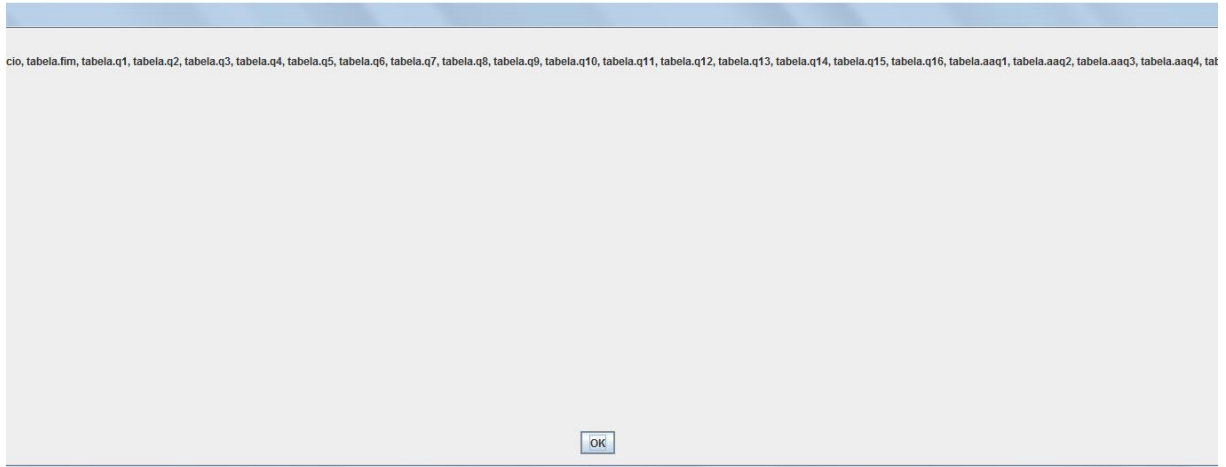 cio, tabela.fim, tabela.q1, tabela.q2, tabela.q3, tabela.q4, tabela.q5, tabela.q6, tabela.q7, tabela.q8, tabela.q9, tabela.q10, tabela.q11, tabela.q12, tabela.q13, tabela.q14, tabela.q15, tabela.q16, tabela.aaq1, tabela.aaq2, tabela.aaq3, tabela.aaq4, tab
OK